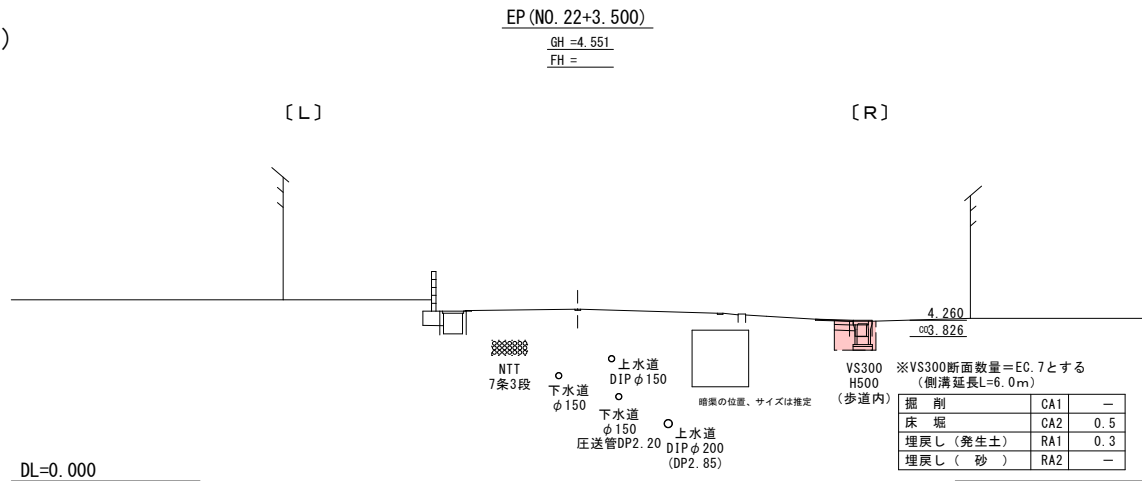 )
EP(NO.22+3.500)
GH =4.551
FH =
〔L〕
〔R〕
4.260
3.826
NTT
7条3段
上水道
DIPφ150
下水道
φ150
下水道
φ150
圧送管DP2.20
上水道
DIPφ200
(DP2.85)
暗渠の位置、サイズは推定
VS300
H500
(歩道内)
※VS300断面数量=EC.7とする
(側溝延長L=6.0m)
掘 削 CA1 −
床 堀 CA2 0.5
埋戻し(発生土) RA1 0.3
埋戻し( 砂 ) RA2 −
DL=0.000